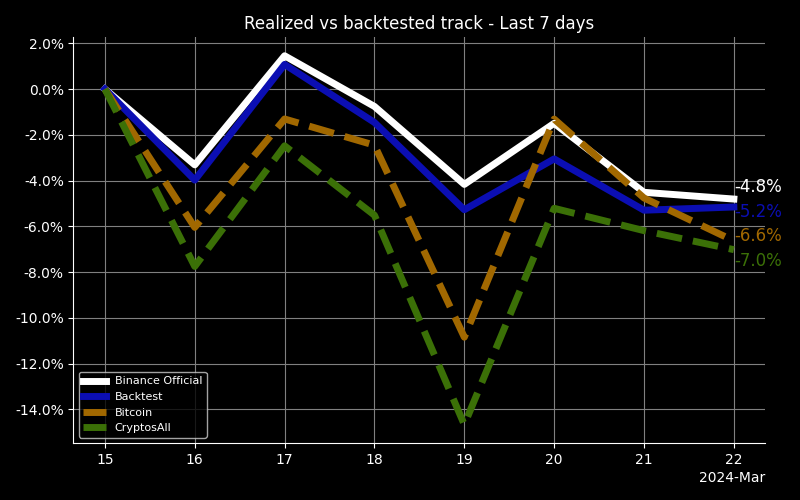 Realized vs backtested track - Last 7 days
2.0%
0.0%
-2.0%
-4.0%
-6.0%
-8.0%
-10.0%
-12.0%
-14.0%
-4.8%
-5.2%
-6.6%
-7.0%
Binance Official
Backtest
Bitcoin
CryptosAll
15 16 17 18 19 20 21 22
2024-Mar